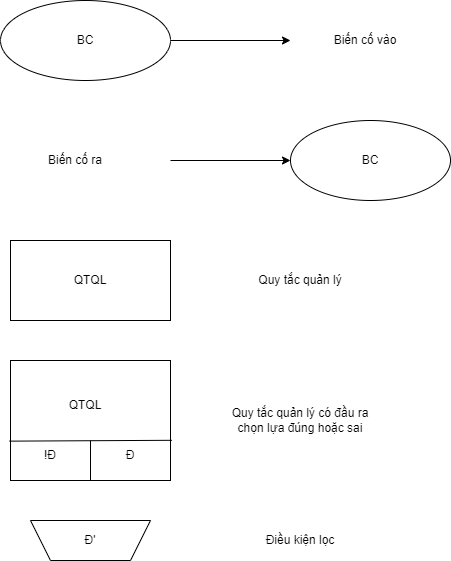 BC
Biến cố vào
Biến cố ra
BC
QTQL
Quy tắc quản lý
QTQL
!Đ
Đ
Quy tắc quản lý có đầu ra
chọn lựa đúng hoặc sai
Đ'
Điều kiện lọc